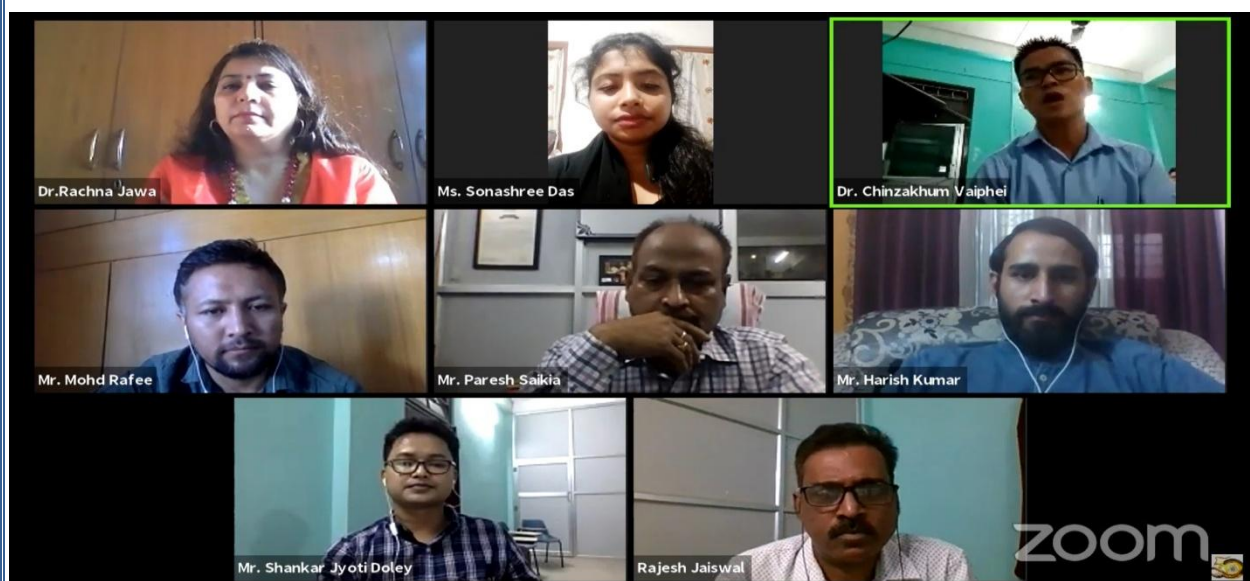 Dr.Rachna Jawa
Ms. Sonashree Das
Dr. Chinzakhum Vaiphei
Mr. Mohd Rafee
Mr. Paresh Saikia
Mr. Harish Kumar
Mr. Shankar Jyoti Doley
Rajesh Jaiswal
zoom